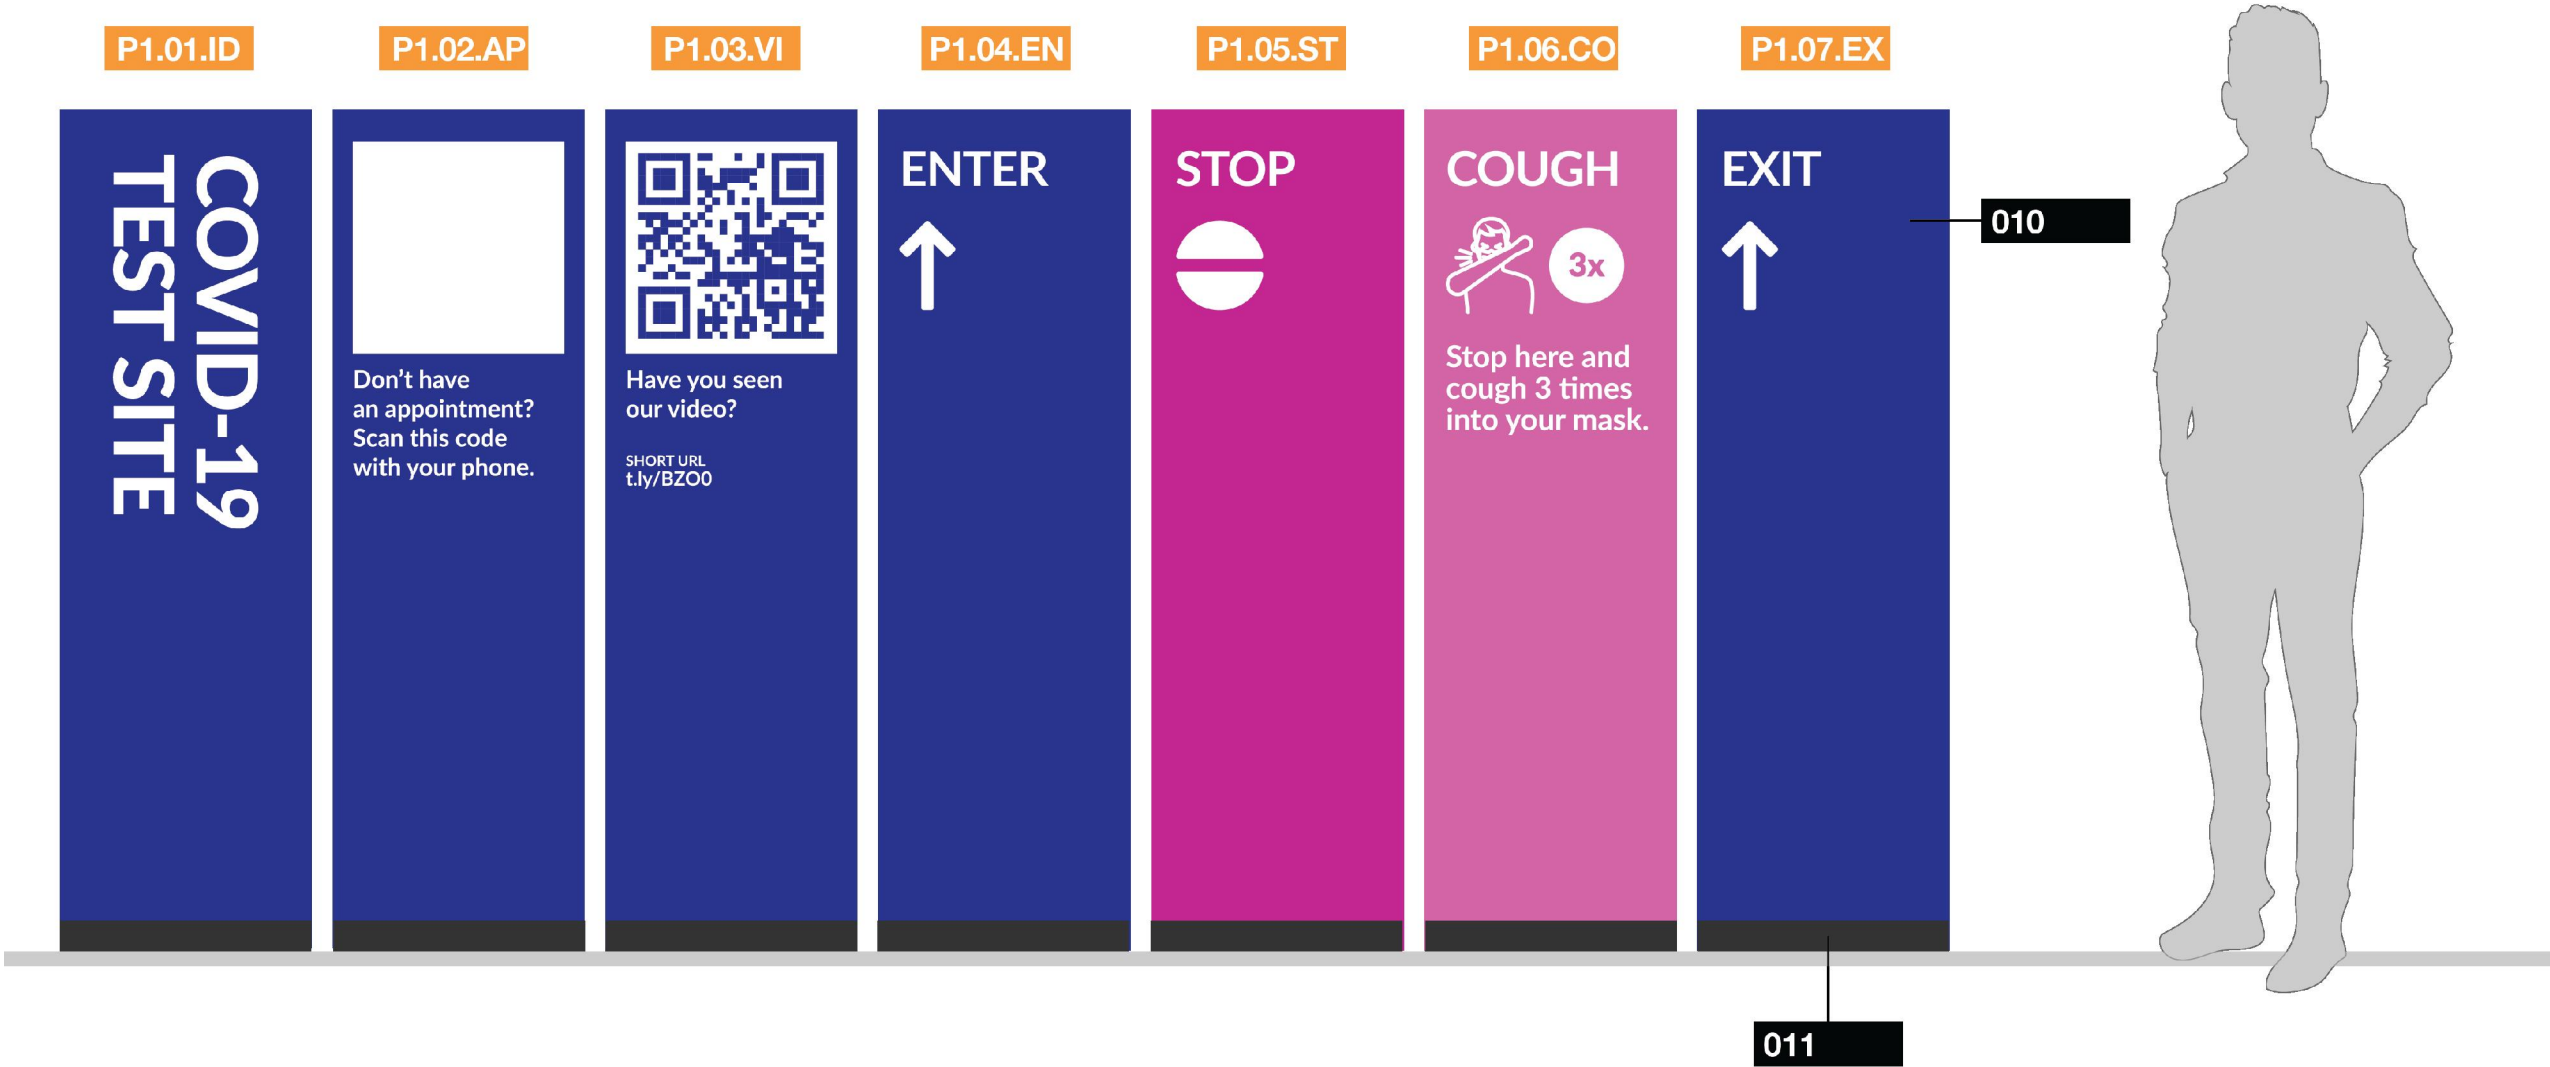 P1.01.ID
P1.02.AP
P1.03.VI
P1.04.EN
P1.05.ST
P1.06.CO
P1.07.EX
COVID-19
TEST SITE
Don't have
an appointment?
Scan this code
with your phone.
Have you seen
our video?
SHORT URL
t.ly/BZO0
ENTER
STOP
COUGH
3x
Stop here and
cough 3 times
into your mask.
EXIT
010
011